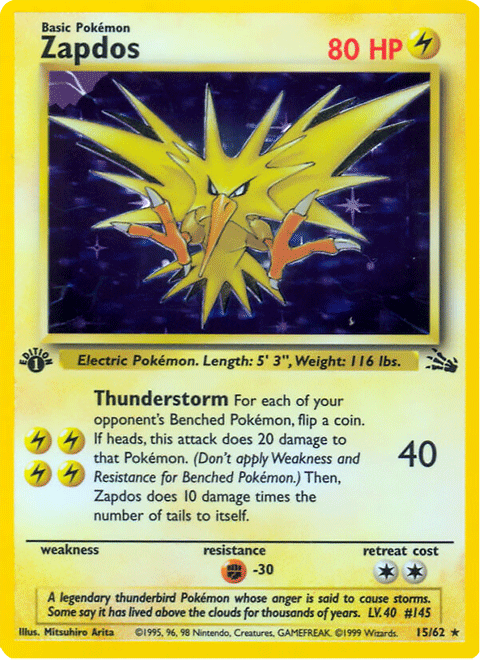 Basic Pokémon
Zapdos
80 HP
EDITION
1
Electric Pokémon. Length: 5' 3", Weight: 116 lbs.
Thunderstorm For each of your
opponent's Benched Pokémon, flip a coin.
If heads, this attack does 20 damage to
that Pokémon. (Don't apply Weakness and
Resistance for Benched Pokémon.) Then,
Zapdos does 10 damage times the
number of tails to itself.
40
weakness
resistance
retreat cost
-30
A legendary thunderbird Pokémon whose anger is said to cause storms.
Some say it has lived above the clouds for thousands of years. LV. 40 #145
Illus. Mitsuhiro Arita
©1995, 96, 98 Nintendo, Creatures, GAMEFREAK. ©1999 Wizards.
15/62 ★